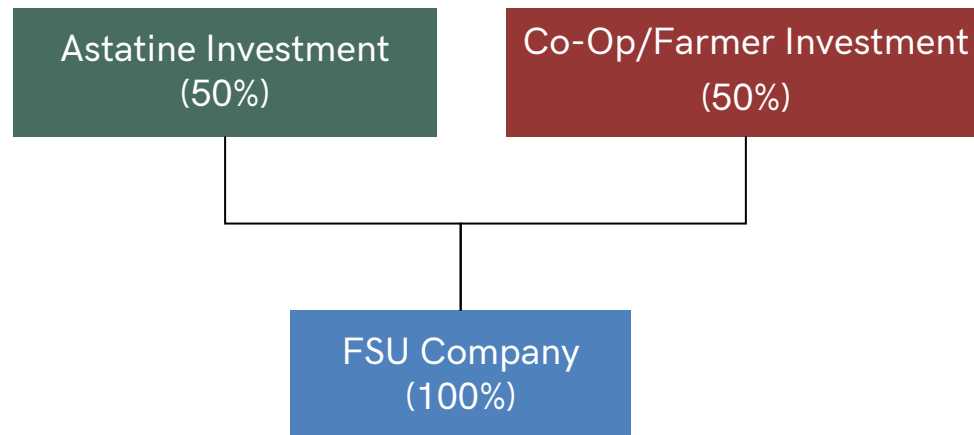 Astatine Investment
(50%)
Co-Op/Farmer Investment
(50%)
FSU Company
(100%)